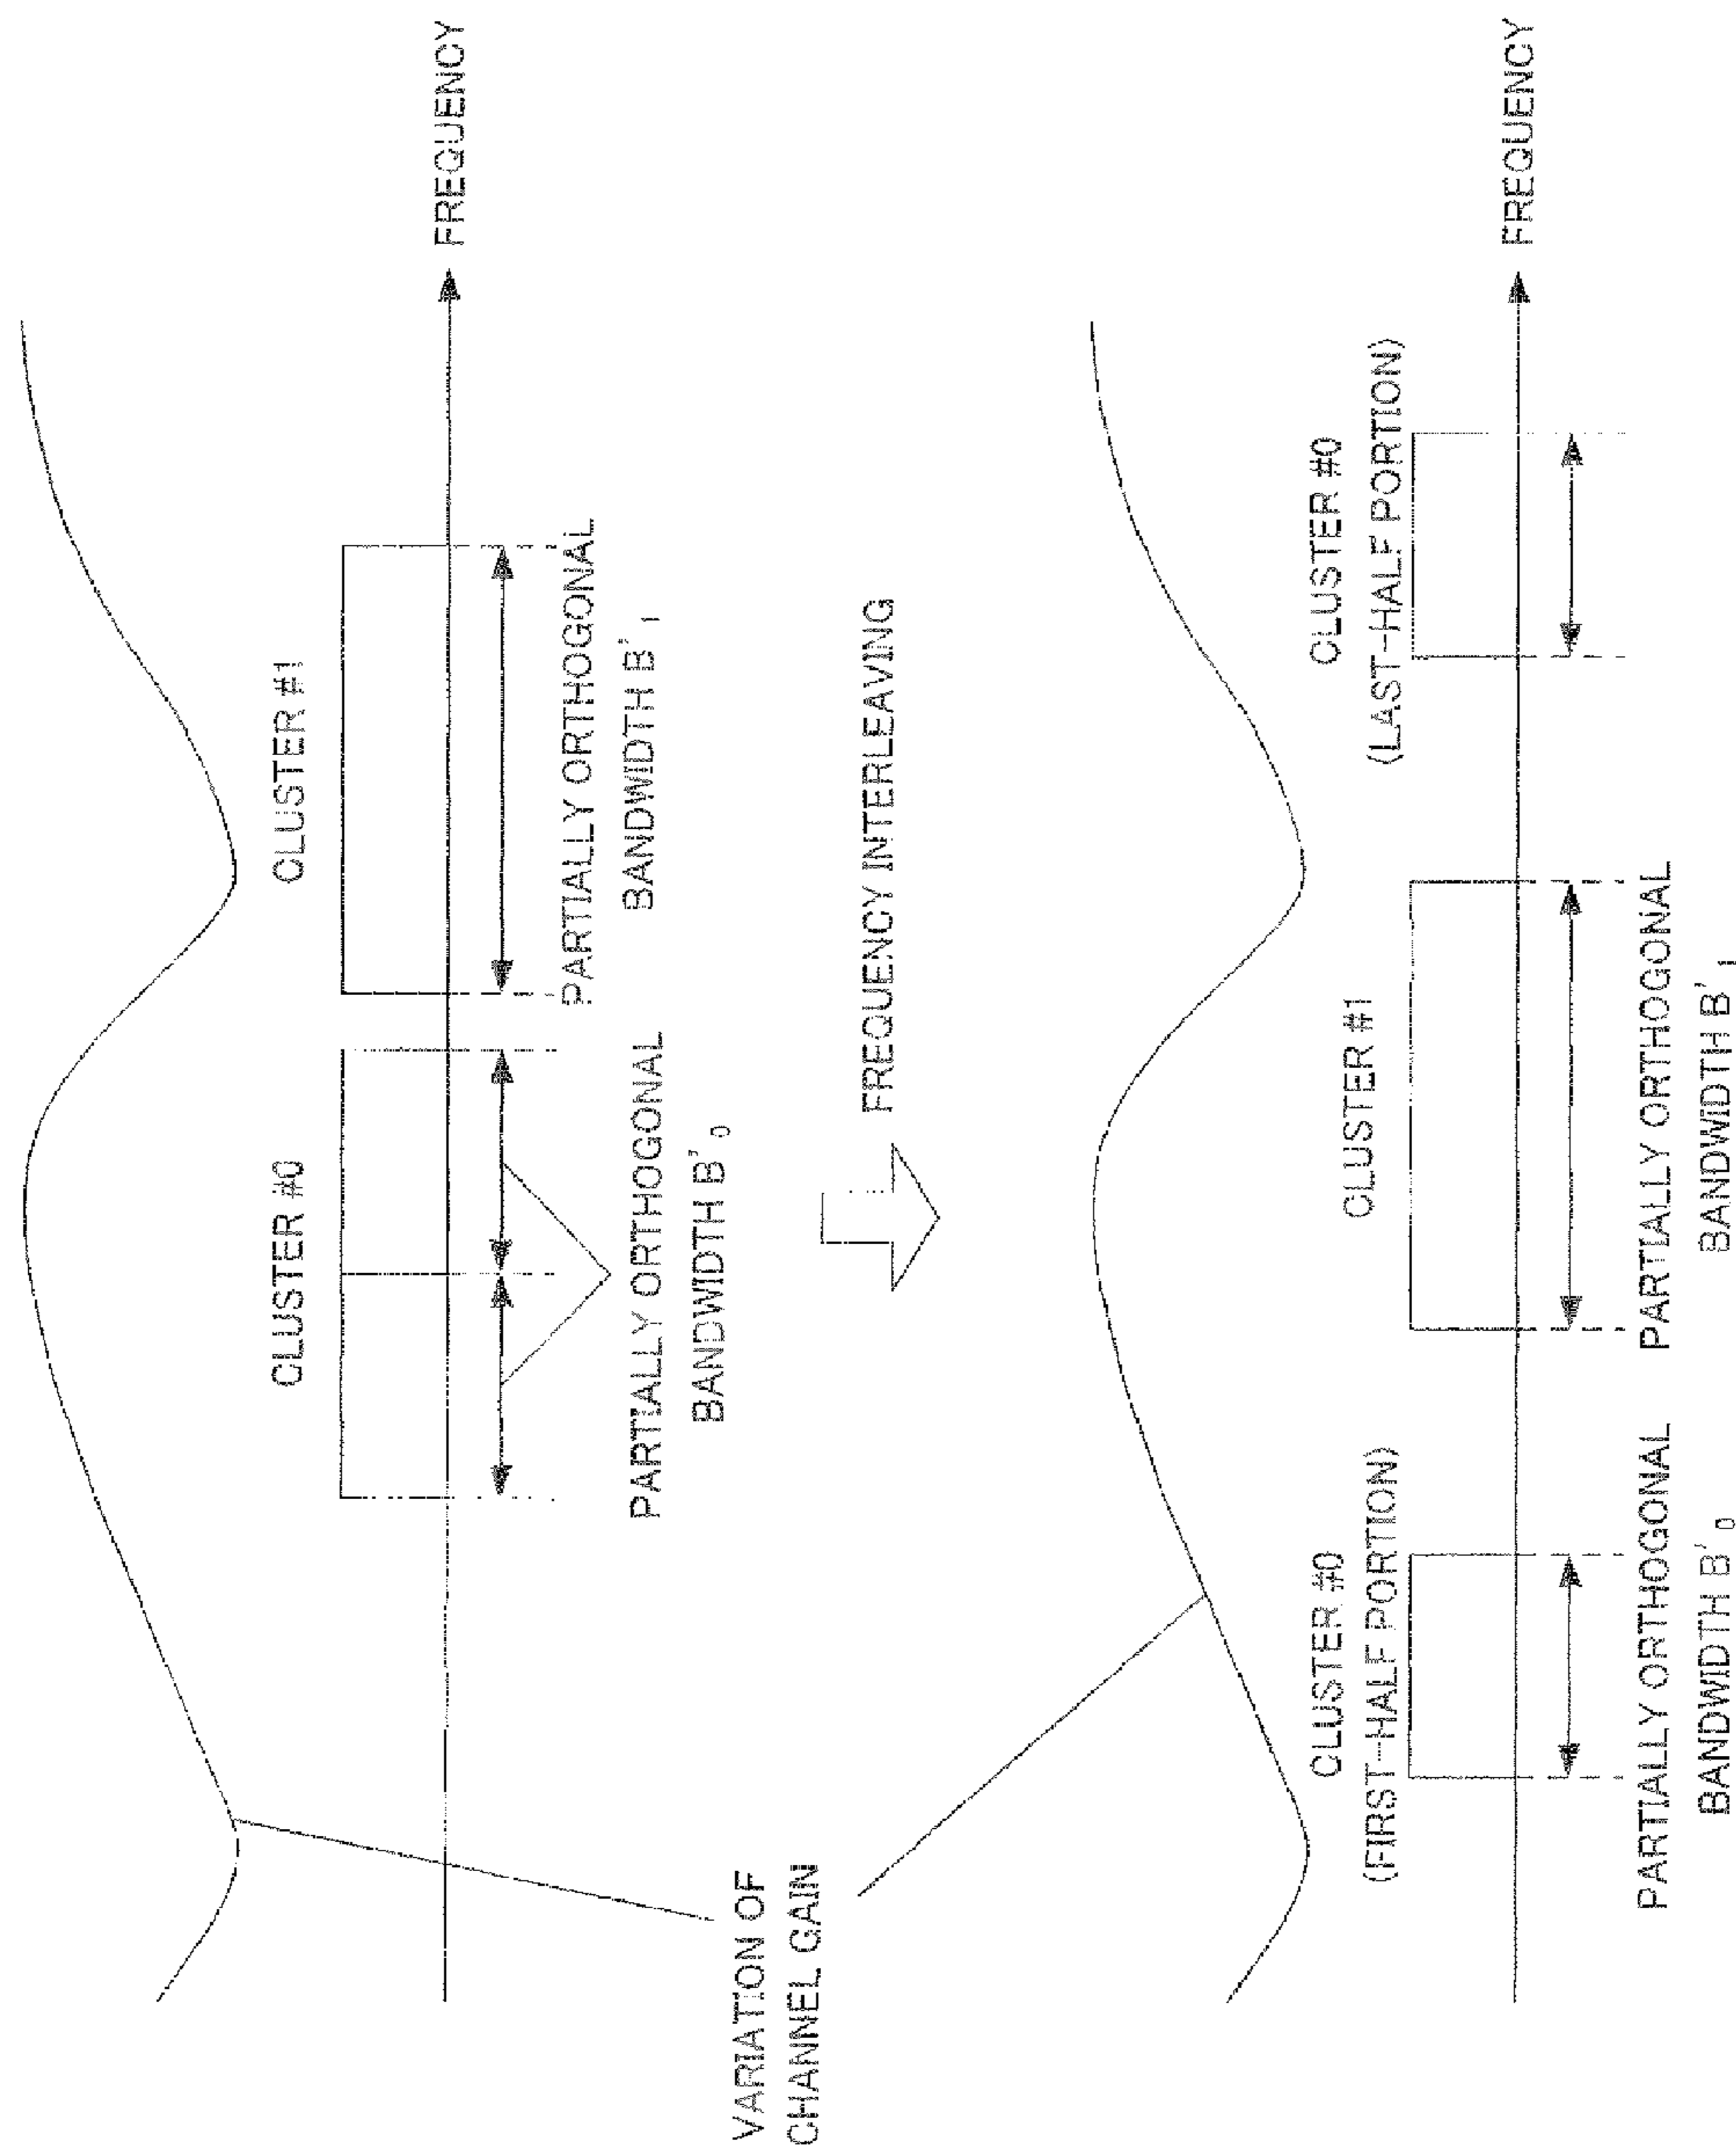 CLUSTER #0
CLUSTER #1
FREQUENCY
PARTIALLY ORTHOGONAL
BANDWIDTH B'0
PARTIALLY ORTHOGONAL
BANDWIDTH B'1
VARIATION OF
CHANNEL GAIN
FREQUENCY INTERLEAVING
CLUSTER #0
(FIRST-HALF PORTION)
CLUSTER #1
CLUSTER #0
(LAST-HALF PORTION)
FREQUENCY
PARTIALLY ORTHOGONAL
BANDWIDTH B'0
PARTIALLY ORTHOGONAL
BANDWIDTH B'1